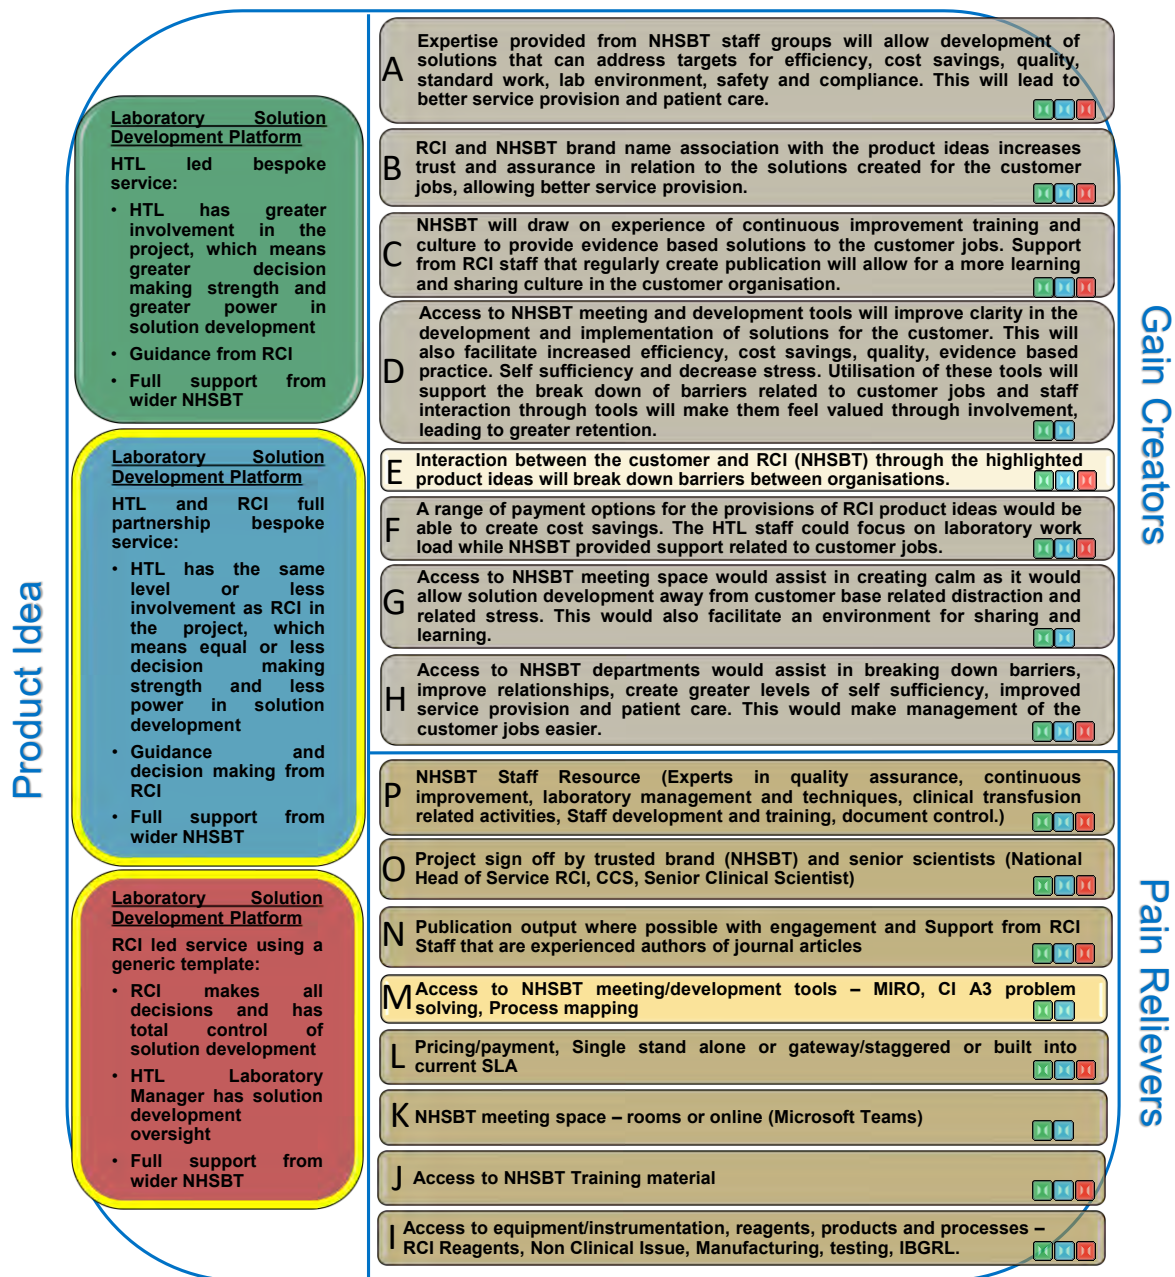 Product Idea
Laboratory Solution
Development Platform
HTL led bespoke
service:
• HTL has greater
involvement in the
project, which means
greater decision
making strength and
greater power in
solution development
• Guidance from RCI
• Full support from
wider NHSBT
Laboratory Solution
Development Platform
HTL and RCI full
partnership bespoke
service:
• HTL has the same
level or less
involvement as RCI in
the project, which
means equal or less
decision making
strength and less
power in solution
development
• Guidance and
decision making from
RCI
• Full support from
wider NHSBT
Laboratory Solution
Development Platform
RCI led service using a
generic template:
• RCI makes all
decisions and has
total control of
solution development
• HTL Laboratory
Manager has solution
development
oversight
• Full support from
wider NHSBT
Gain Creators
A
Expertise provided from NHSBT staff groups will allow development of
solutions that can address targets for efficiency, cost savings, quality,
standard work, lab environment, safety and compliance. This will lead to
better service provision and patient care.
B
RCI and NHSBT brand name association with the product ideas increases
trust and assurance in relation to the solutions created for the customer
jobs, allowing better service provision.
C
NHSBT will draw on experience of continuous improvement training and
culture to provide evidence based solutions to the customer jobs. Support
from RCI staff that regularly create publication will allow for a more learning
and sharing culture in the customer organisation.
D
Access to NHSBT meeting and development tools will improve clarity in the
development and implementation of solutions for the customer. This will
also facilitate increased efficiency, cost savings, quality, evidence based
practice. Self sufficiency and decrease stress. Utilisation of these tools will
support the break down of barriers related to customer jobs and staff
interaction through tools will make them feel valued through involvement,
leading to greater retention.
E
Interaction between the customer and RCI (NHSBT) through the highlighted
product ideas will break down barriers between organisations.
F
A range of payment options for the provisions of RCI product ideas would be
able to create cost savings. The HTL staff could focus on laboratory work
load while NHSBT provided support related to customer jobs.
G
Access to NHSBT meeting space would assist in creating calm as it would
allow solution development away from customer base related distraction and
related stress. This would also facilitate an environment for sharing and
learning.
H
Access to NHSBT departments would assist in breaking down barriers,
improve relationships, create greater levels of self sufficiency, improved
service provision and patient care. This would make management of the
customer jobs easier.
Pain Relievers
P
NHSBT Staff Resource (Experts in quality assurance, continuous
improvement, laboratory management and techniques, clinical transfusion
related activities, Staff development and training, document control.)
O
Project sign off by trusted brand (NHSBT) and senior scientists (National
Head of Service RCI, CCS, Senior Clinical Scientist)
N
Publication output where possible with engagement and Support from RCI
Staff that are experienced authors of journal articles
M
Access to NHSBT meeting/development tools – MIRO, CI A3 problem
solving, Process mapping
L
Pricing/payment, Single stand alone or gateway/staggered or built into
current SLA
K
NHSBT meeting space – rooms or online (Microsoft Teams)
J
Access to NHSBT Training material
I
Access to equipment/instrumentation, reagents, products and processes –
RCI Reagents, Non Clinical Issue, Manufacturing, testing, IBGRL.